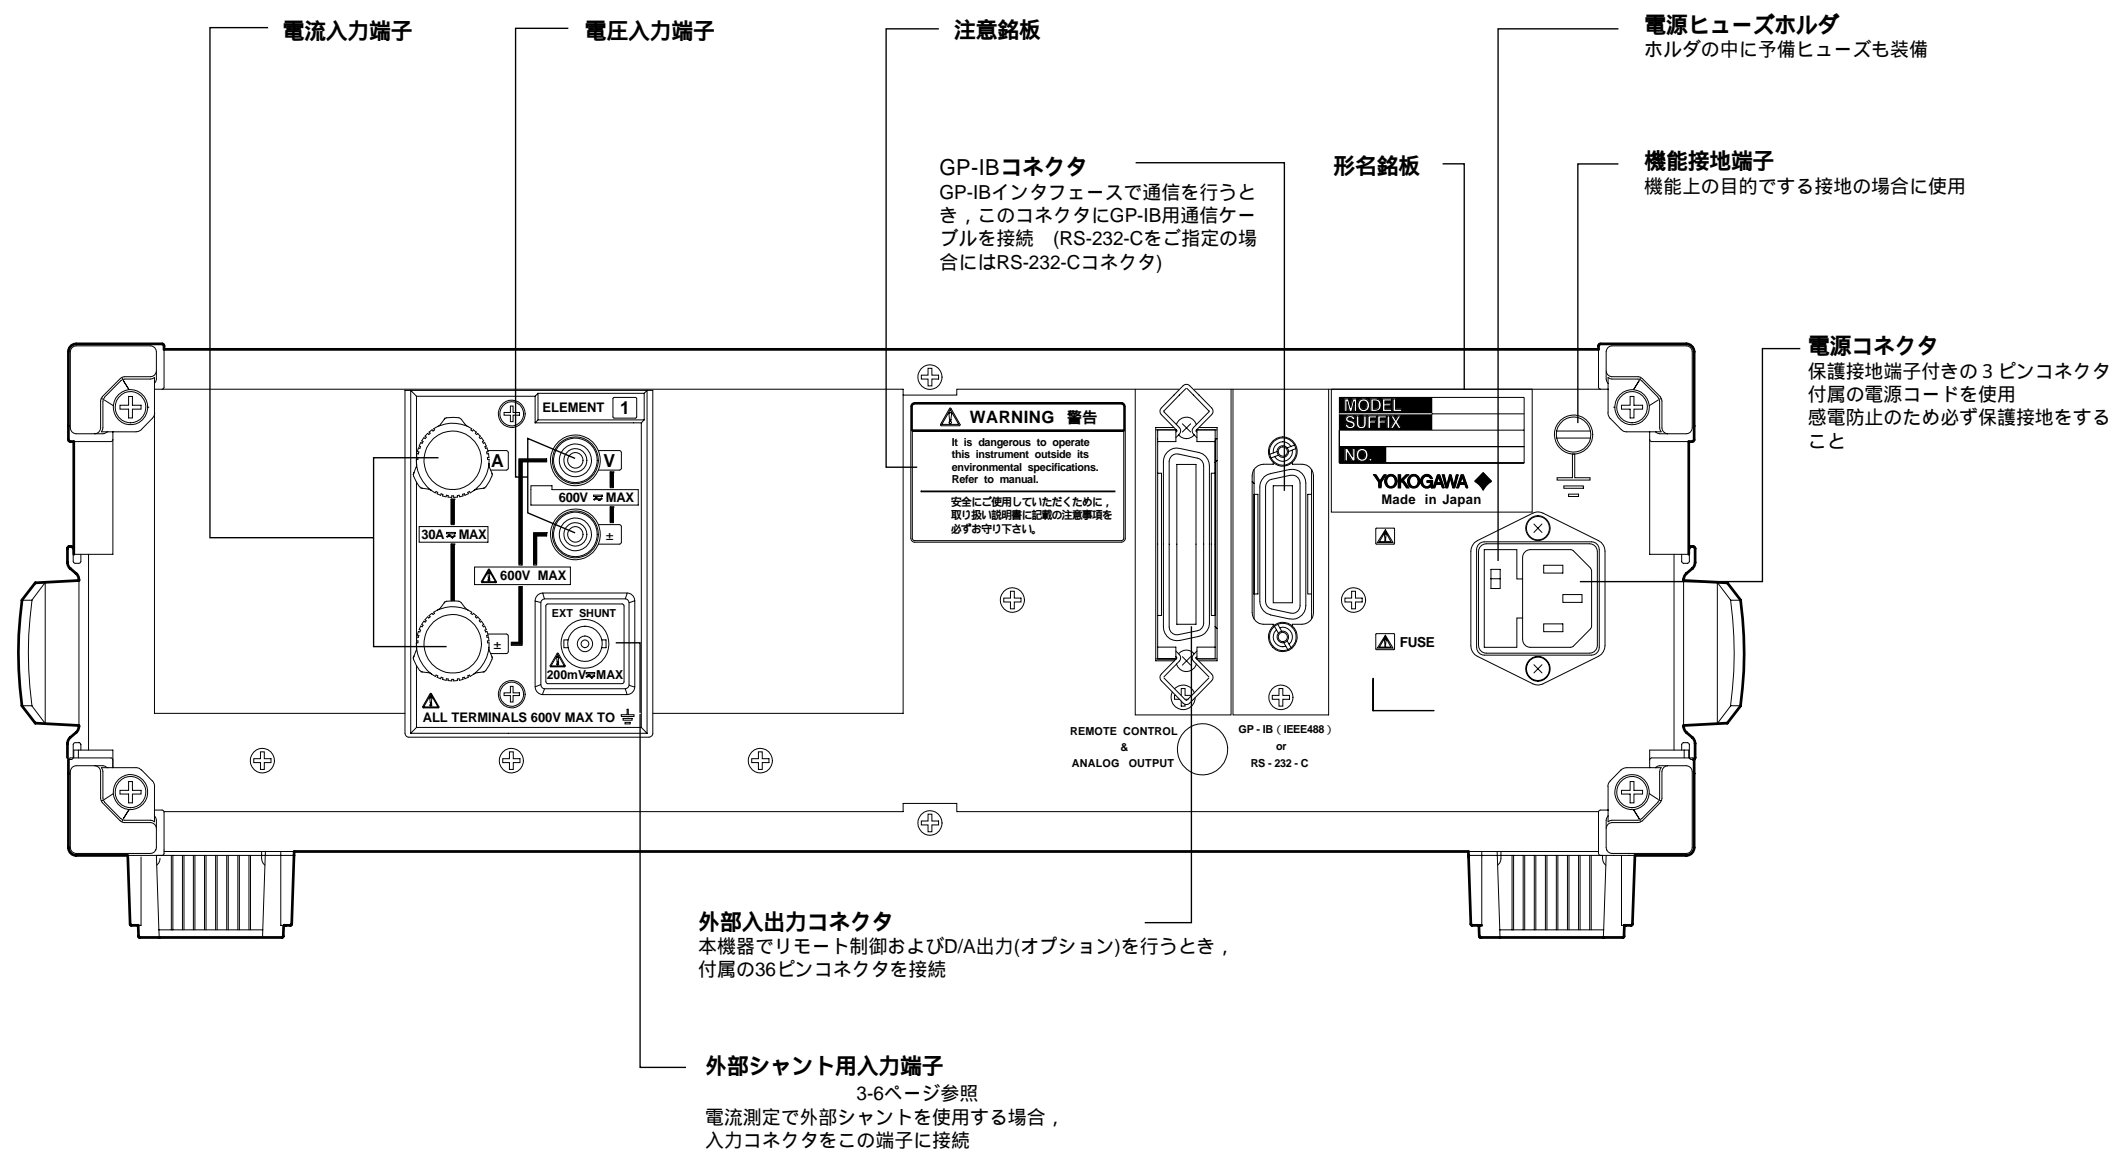 電流入力端子
電圧入力端子
注意銘板
電源ヒューズホルダ
ホルダの中に予備ヒューズも装備
GP-IBコネクタ
GP-IBインタフェースで通信を行うと
き，このコネクタにGP-IB用通信ケー
ブルを接続　(RS-232-Cをご指定の場
合にはRS-232-Cコネクタ)
形名銘板
機能接地端子
機能上の目的でする接地の場合に使用
電源コネクタ
保護接地端子付きの３ピンコネクタ
付属の電源コードを使用
感電防止のため必ず保護接地をする
こと
ELEMENT 1
A
V
600V MAX
30A MAX
±
600V MAX
EXT SHUNT
±
200mV MAX
ALL TERMINALS 600V MAX TO
WARNING 警告
It is dangerous to operate
this instrument outside its
environmental specifications.
Refer to manual.
安全にご使用していただくために，
取り扱い説明書に記載の注意事項を
必ずお守り下さい。
MODEL
SUFFIX
NO.
YOKOGAWA
Made in Japan
FUSE
REMOTE CONTROL
&
ANALOG OUTPUT
GP-IB（IEEE488）
or
RS-232-C
外部入出力コネクタ
本機器でリモート制御およびD/A出力(オプション)を行うとき，
付属の36ピンコネクタを接続
外部シャント用入力端子
3-6ページ参照
電流測定で外部シャントを使用する場合，
入力コネクタをこの端子に接続